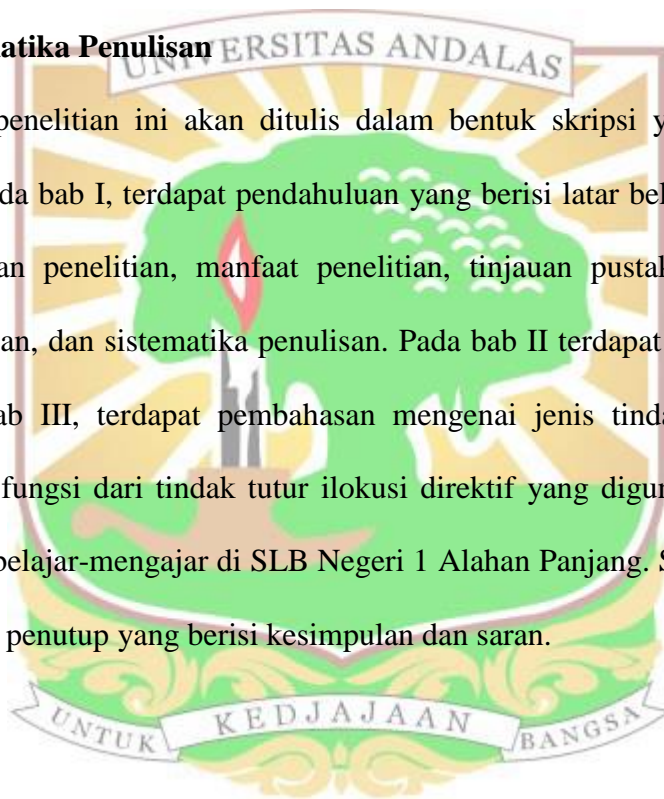 matika Penulisan
UNIVERSITAS ANDALAS
penelitian ini akan ditulis dalam bentuk skripsi y
da bab I, terdapat pendahuluan yang berisi latar bel
an penelitian, manfaat penelitian, tinjauan pustak
an, dan sistematika penulisan. Pada bab II terdapat
ab III, terdapat pembahasan mengenai jenis tinda
fungsi dari tindak tutur ilokusi direktif yang digun
belajar-mengajar di SLB Negeri 1 Alahan Panjang. S
penutup yang berisi kesimpulan dan saran.
UNTUK KEDJAJAAN BANGSA